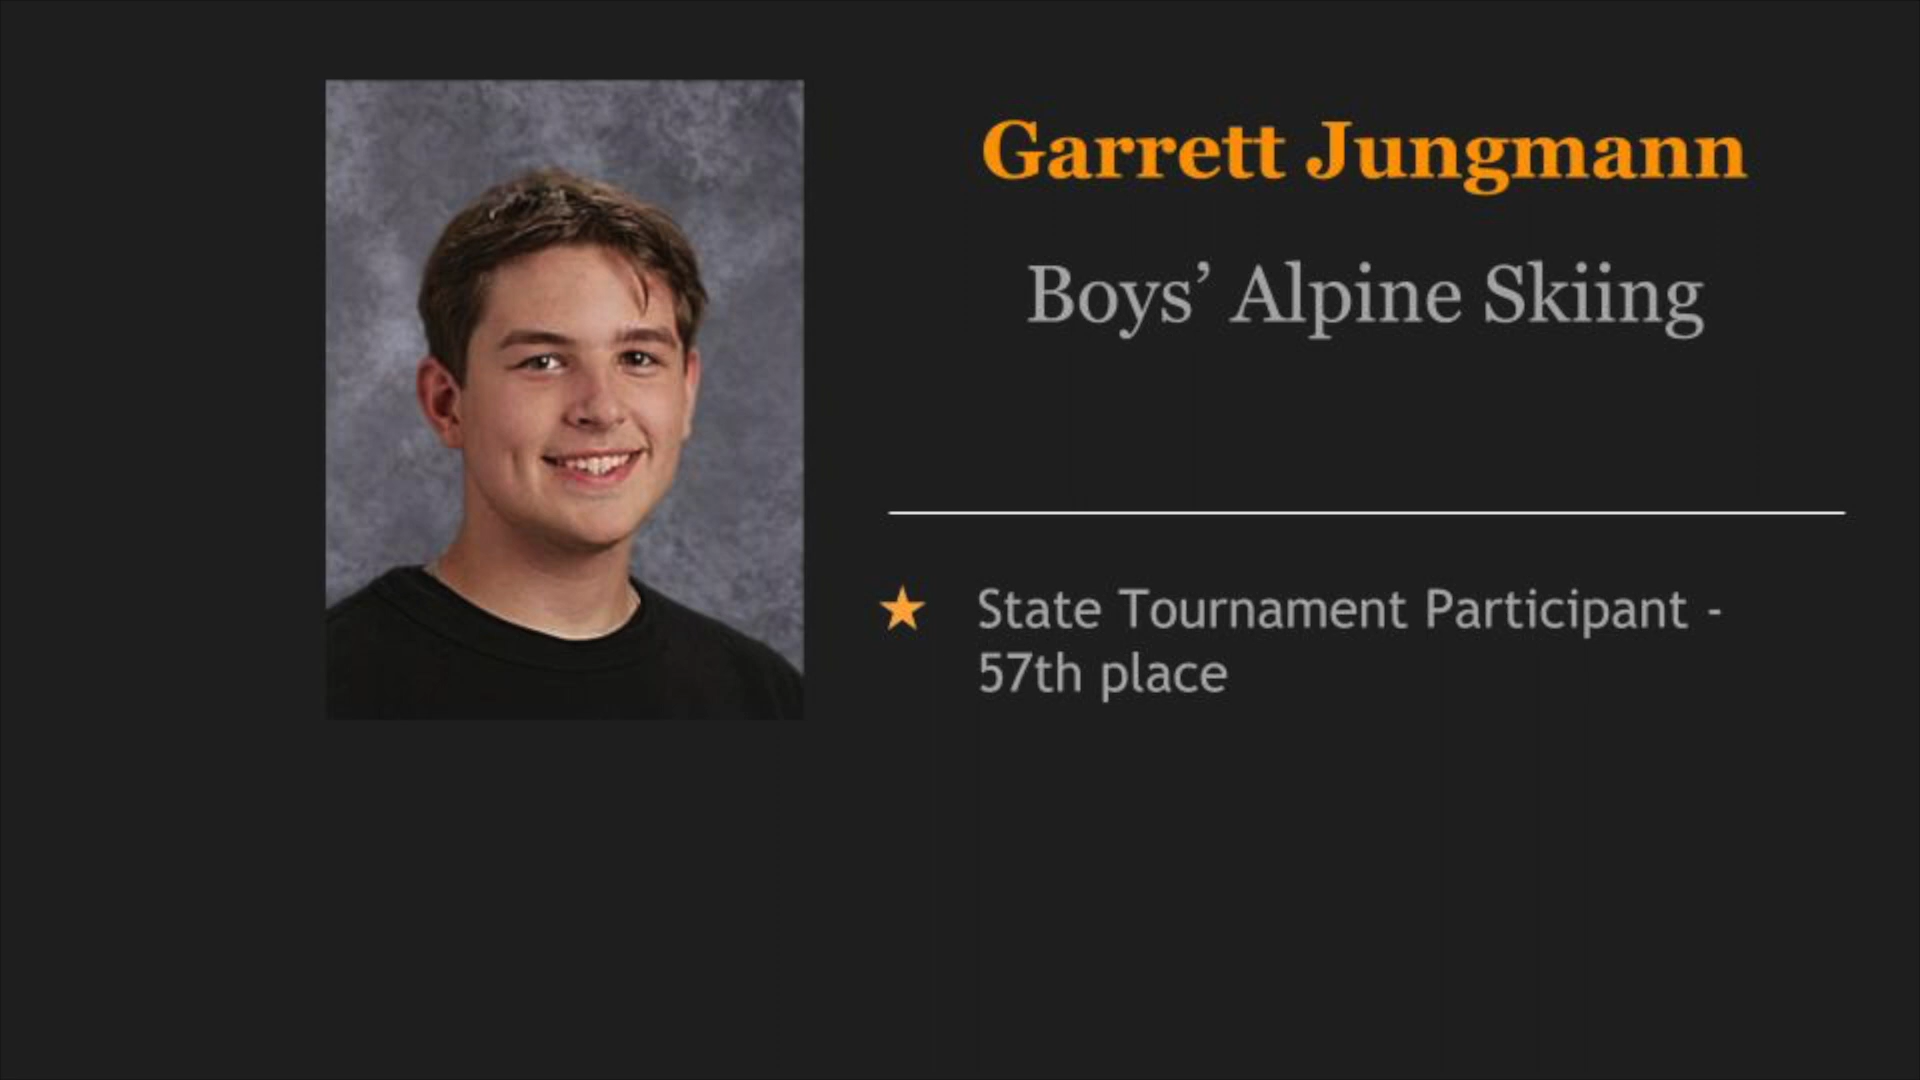 Garrett Jungmann
Boys’ Alpine Skiing
State Tournament Participant -
57th place